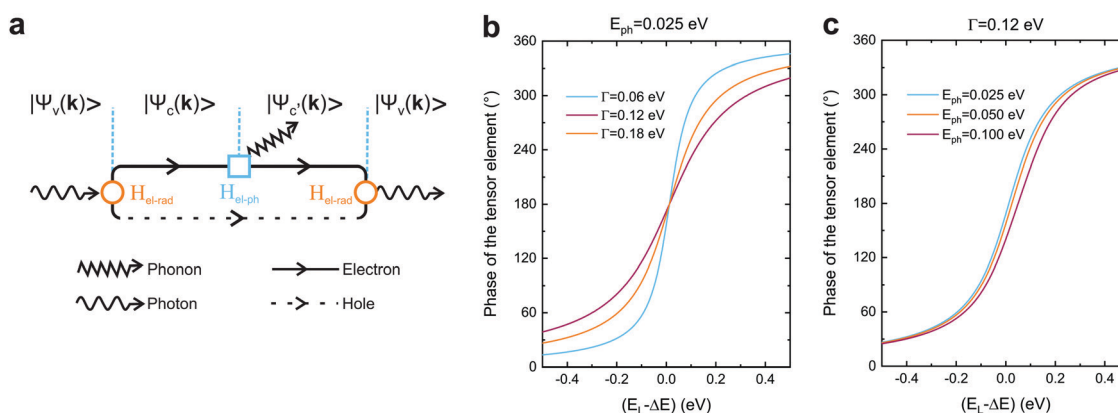 a
|Ψv(k)> |Ψc(k)> |Ψc'(k)> |Ψv(k)>
Hel-rad Hel-ph Hel-rad
Phonon Electron
Photon Hole
b
Eph=0.025 eV
Phase of the tensor element (°)
360
300
240
180
120
60
0
Γ=0.06 eV
Γ=0.12 eV
Γ=0.18 eV
-0.4 -0.2 0.0 0.2 0.4
(EL-ΔE) (eV)
c
Γ=0.12 eV
Phase of the tensor element (°)
360
300
240
180
120
60
0
Eph=0.025 eV
Eph=0.050 eV
Eph=0.100 eV
-0.4 -0.2 0.0 0.2 0.4
(EL-ΔE) (eV)